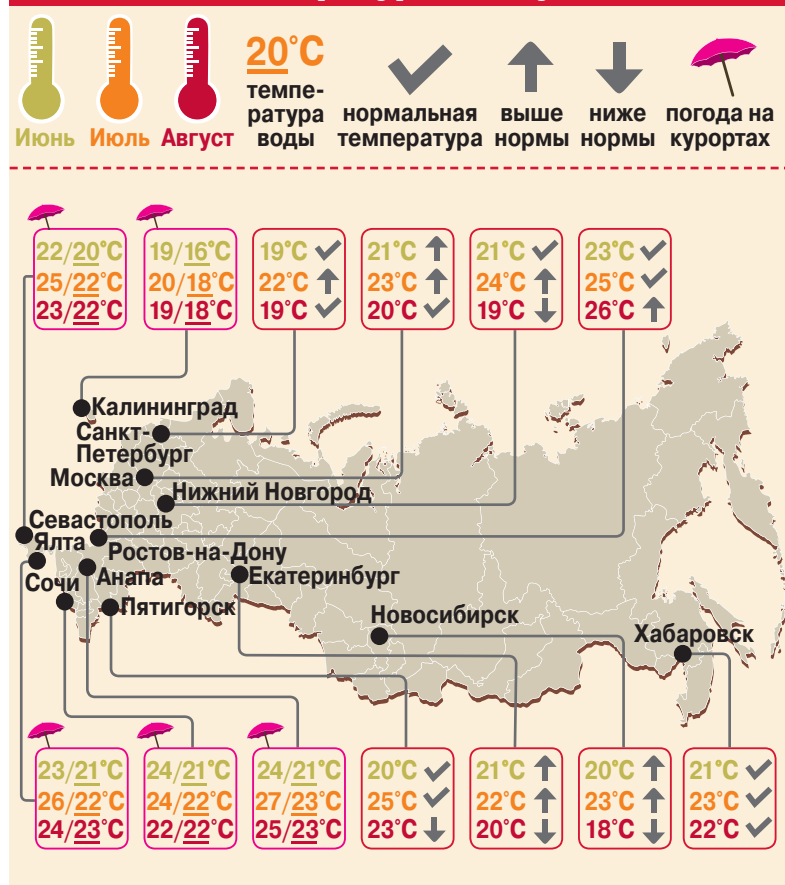 20°C
темпе-
ратура
воды
нормальная
температура
выше
нормы
ниже
нормы
погода на
курортах
Июнь
Июль
Август
22/20°C
25/22°C
23/22°C
19/16°C
20/18°C
19/18°C
19°C
22°C
19°C
21°C
23°C
20°C
21°C
24°C
19°C
23°C
25°C
26°C
Калининград
Санкт-
Петербург
Москва
Нижний Новгород
Севастополь
Ялта
Ростов-на-Дону
Сочи
Анапа
Екатеринбург
Пятигорск
Новосибирск
Хабаровск
23/21°C
26/22°C
24/23°C
24/21°C
24/22°C
22/22°C
24/21°C
27/23°C
25/23°C
20°C
25°C
23°C
21°C
22°C
20°C
20°C
23°C
18°C
21°C
23°C
22°C